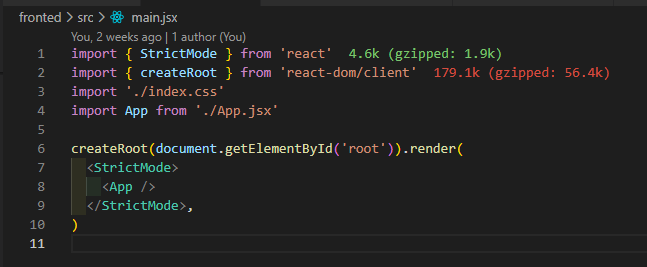 fronted > src > main.jsx
You, 2 weeks ago | 1 author (You)
1 import { StrictMode } from 'react' 4.6k (gzipped: 1.9k)
2 import { createRoot } from 'react-dom/client' 179.1k (gzipped: 56.4k)
3 import './index.css'
4 import App from './App.jsx'
5
6 createRoot(document.getElementById('root')).render(
7   <StrictMode>
8     <App />
9   </StrictMode>,
10 )
11